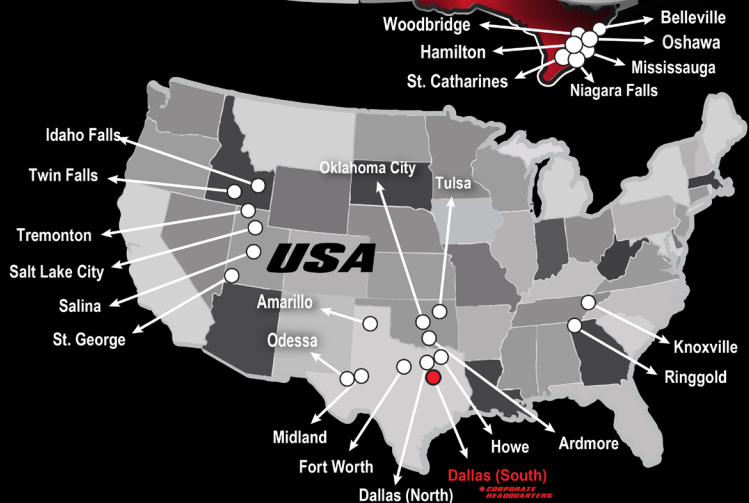 Woodbridge
Belleville
Hamilton
Oshawa
St. Catharines
Mississauga
Niagara Falls
Idaho Falls
Twin Falls
Oklahoma City
Tulsa
Tremonton
USA
Salt Lake City
Salina
Amarillo
St. George
Odessa
Knoxville
Ringgold
Midland
Howe
Ardmore
Fort Worth
Dallas (South)
* CORPORATE
HEADQUARTERS
Dallas (North)